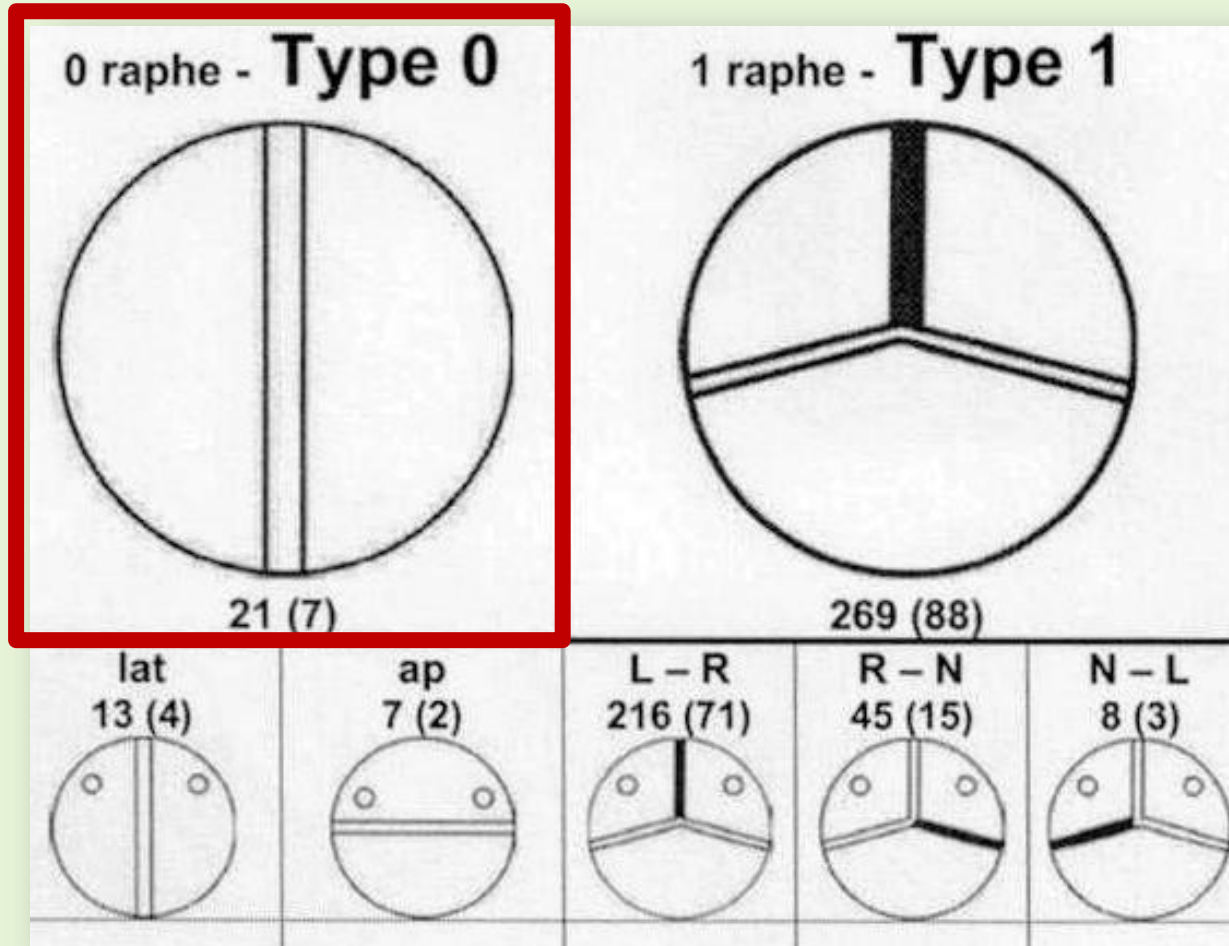 0 raphe - Type 0
1 raphe - Type 1
21 (7)
269 (88)
lat
ap
L – R
R – N
N – L
13 (4)
7 (2)
216 (71)
45 (15)
8 (3)